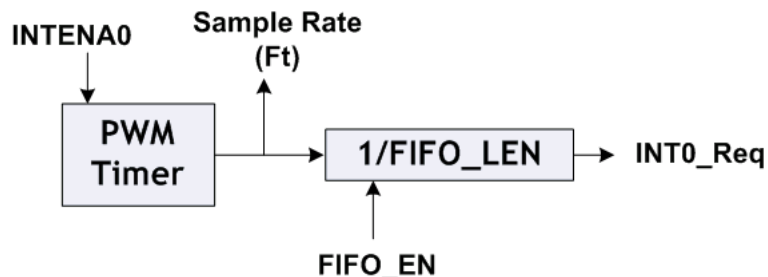 INTENA0
Sample Rate
(Ft)
PWM
Timer
1/FIFO_LEN
INT0_Req
FIFO_EN